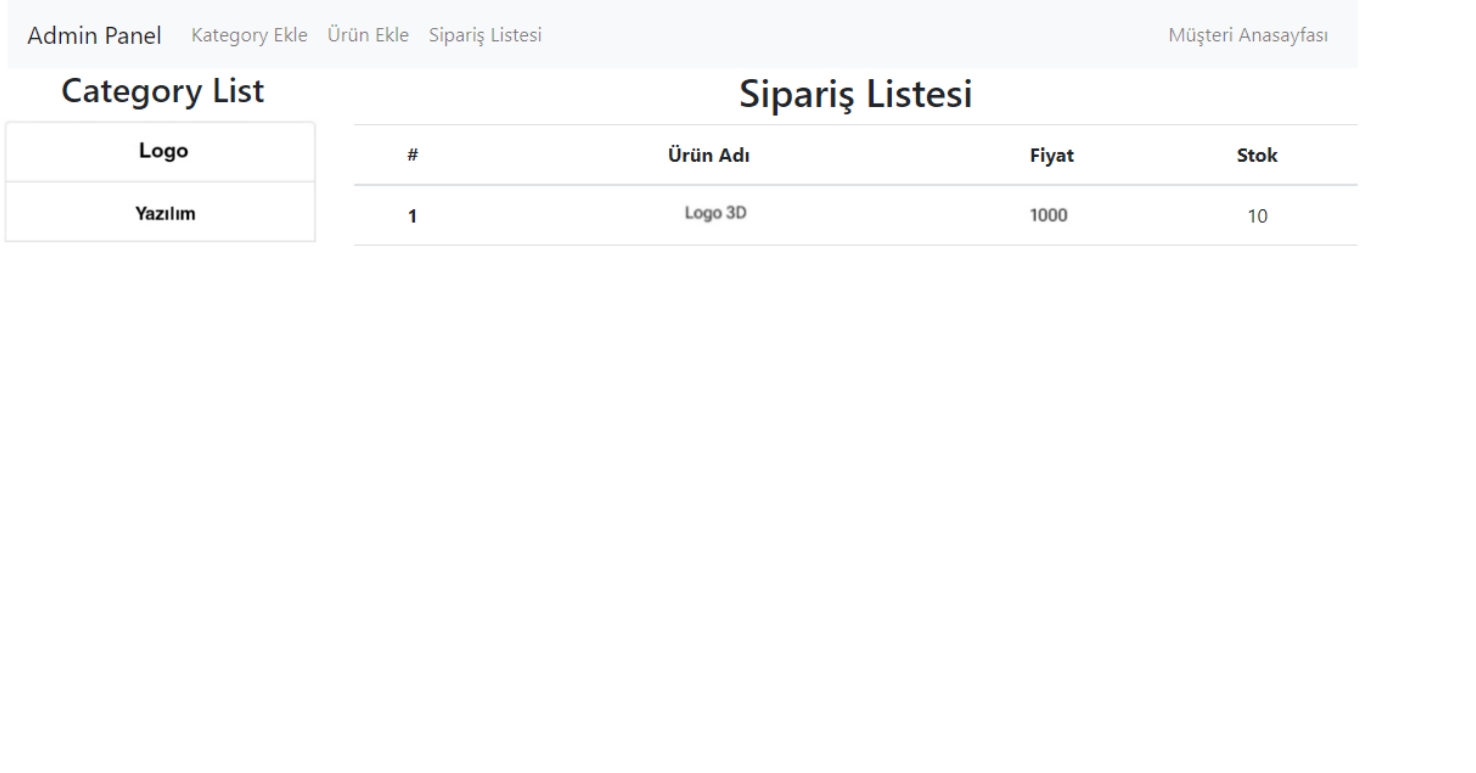 Admin Panel Kategory Ekle Ürün Ekle Sipariş Listesi Müşteri Anasayfası
Category List
Logo
Yazılım
Sipariş Listesi
# Ürün Adı Fiyat Stok
1 Logo 3D 1000 10